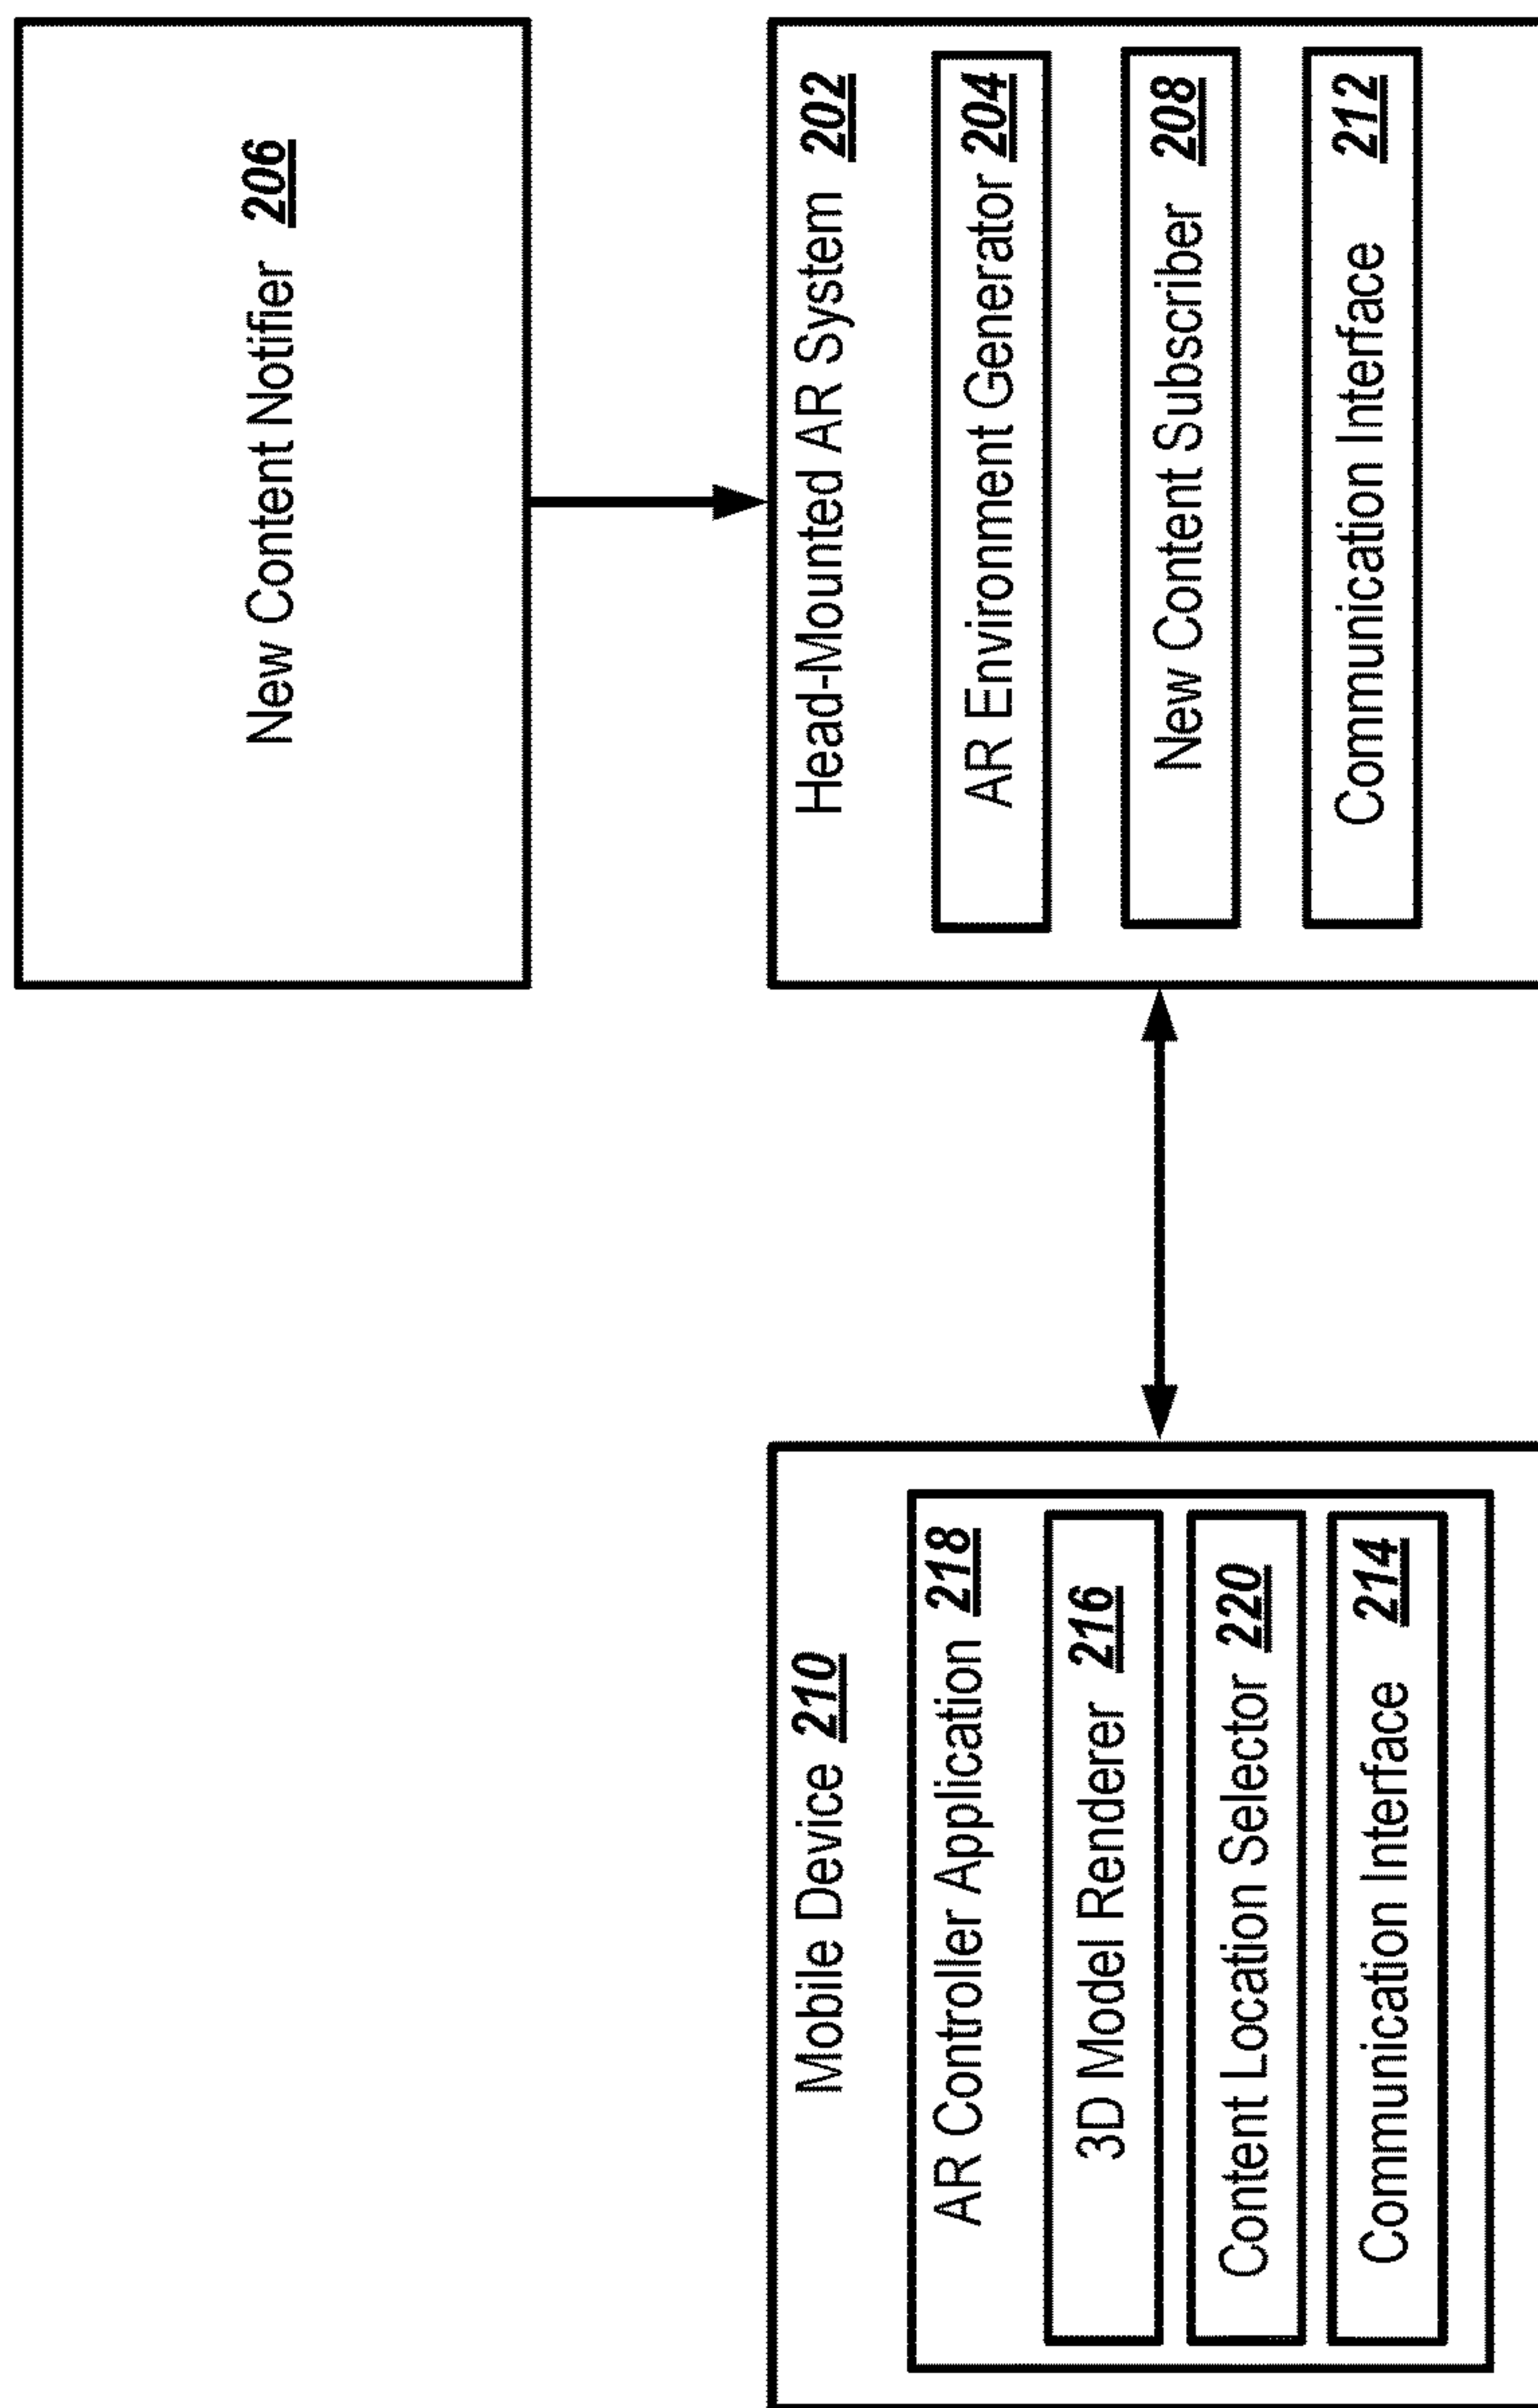 New Content Notifier 206
Mobile Device 210
AR Controller Application 218
3D Model Renderer 216
Content Location Selector 220
Communication Interface 214
Head-Mounted AR System 202
AR Environment Generator 204
New Content Subscriber 208
Communication Interface 212